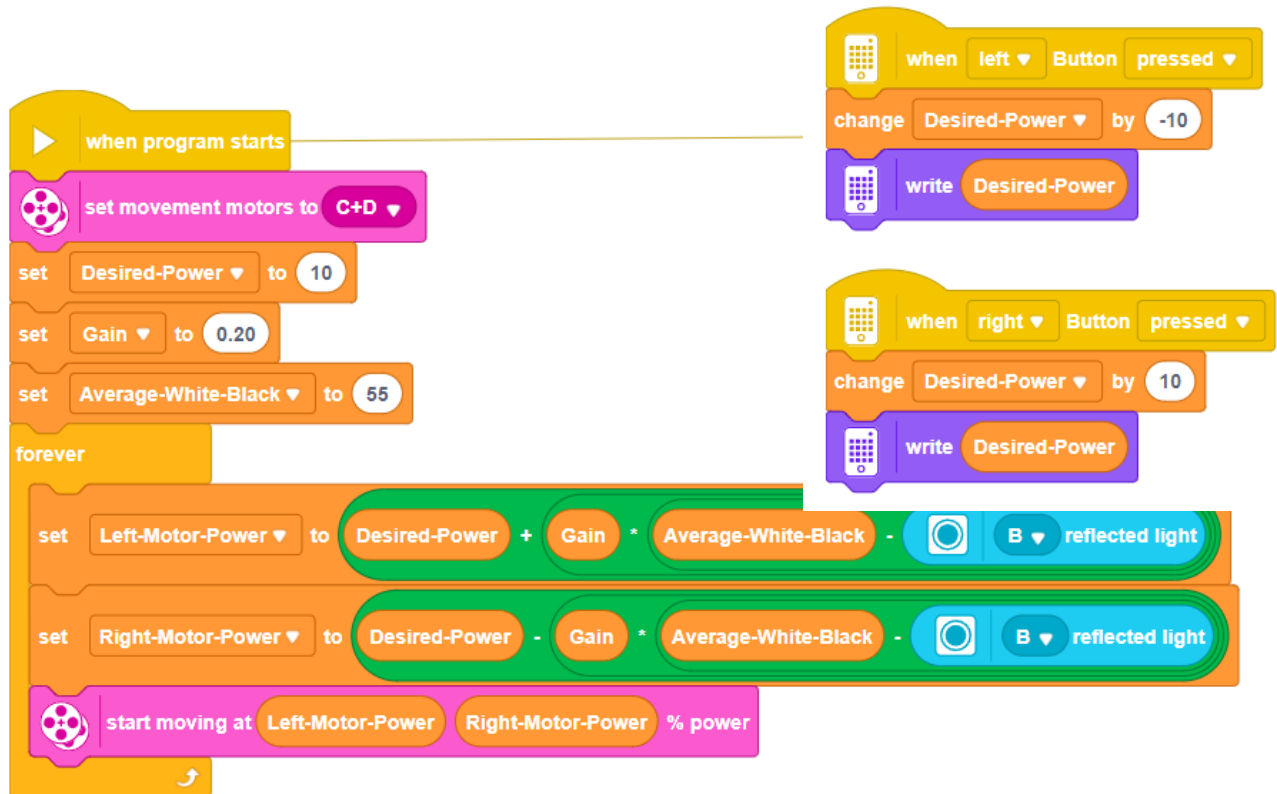 when program starts
set movement motors to C+D
set Desired-Power to 10
set Gain to 0.20
set Average-White-Black to 55
forever
set Left-Motor-Power to Desired-Power + Gain * Average-White-Black - B reflected light
set Right-Motor-Power to Desired-Power - Gain * Average-White-Black - B reflected light
start moving at Left-Motor-Power Right-Motor-Power % power
when left Button pressed
change Desired-Power by -10
write Desired-Power
when right Button pressed
change Desired-Power by 10
write Desired-Power